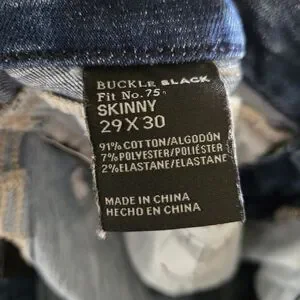 BUCKLE BLACK
Fit No. 75
SKINNY
29 X 30
91% COTTON/ALGODÓN
7% POLYESTER/POLIÉSTER
2% ELASTANE/ELASTANE
MADE IN CHINA
HECHO EN CHINA